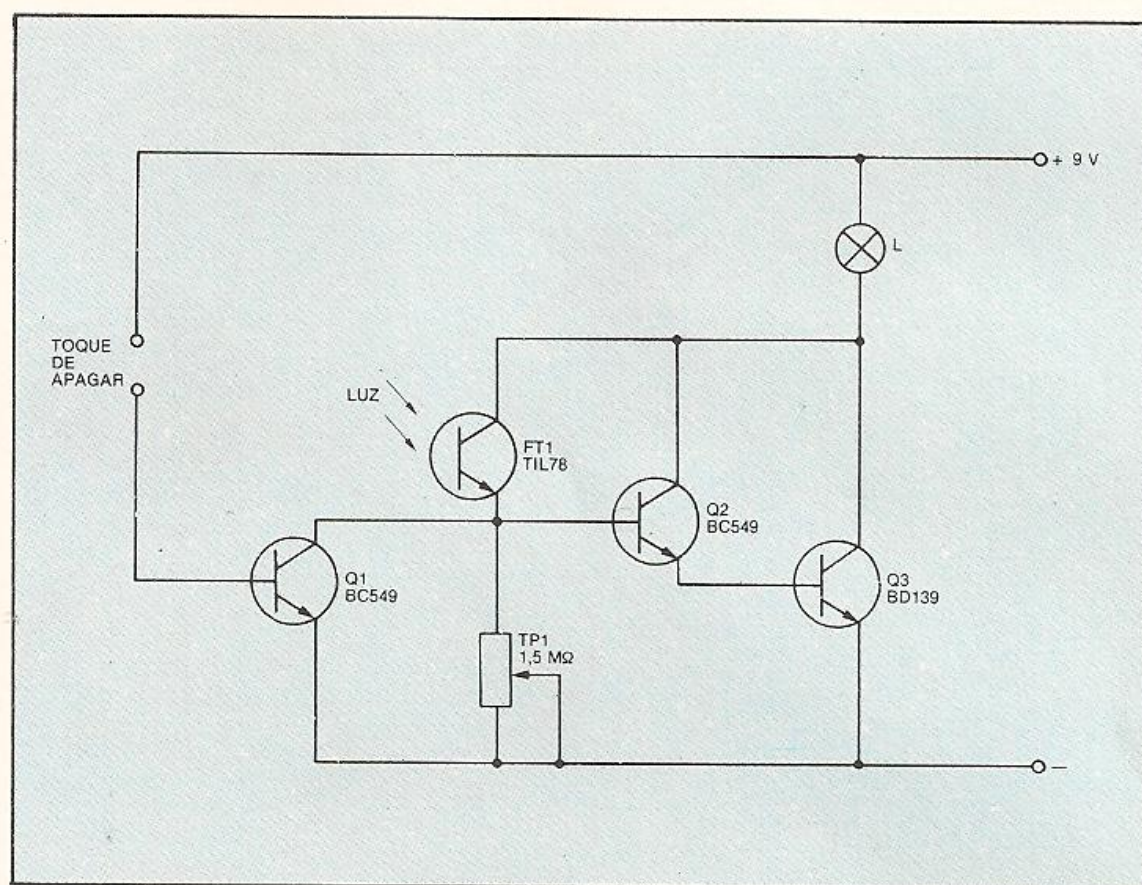 + 9 V
L
TOQUE
DE
APAGAR
LUZ
FT1
TIL78
Q2
BC549
Q1
BC549
Q3
BD139
TP1
1,5 MΩ
—